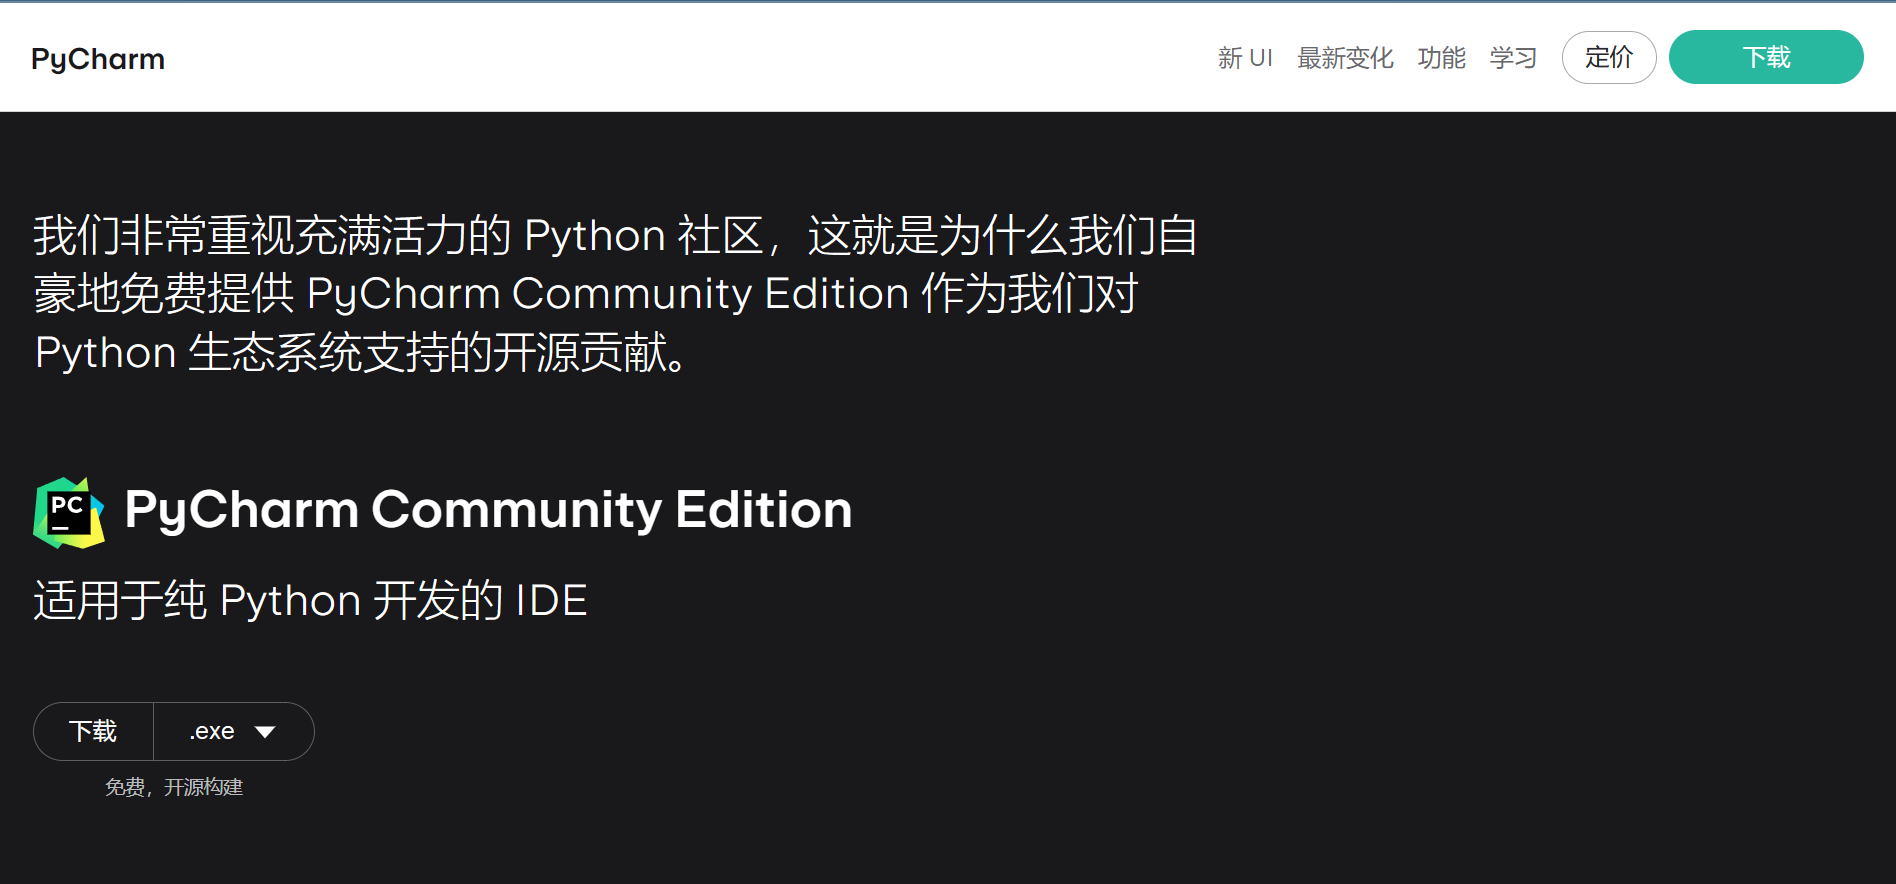 PyCharm
新 UI 最新变化 功能 学习 定价 下载
我们非常重视充满活力的 Python 社区，这就是为什么我们自
豪地免费提供 PyCharm Community Edition 作为我们对
Python 生态系统支持的开源贡献。
PC
PyCharm Community Edition
适用于纯 Python 开发的 IDE
下载 .exe
免费，开源构建